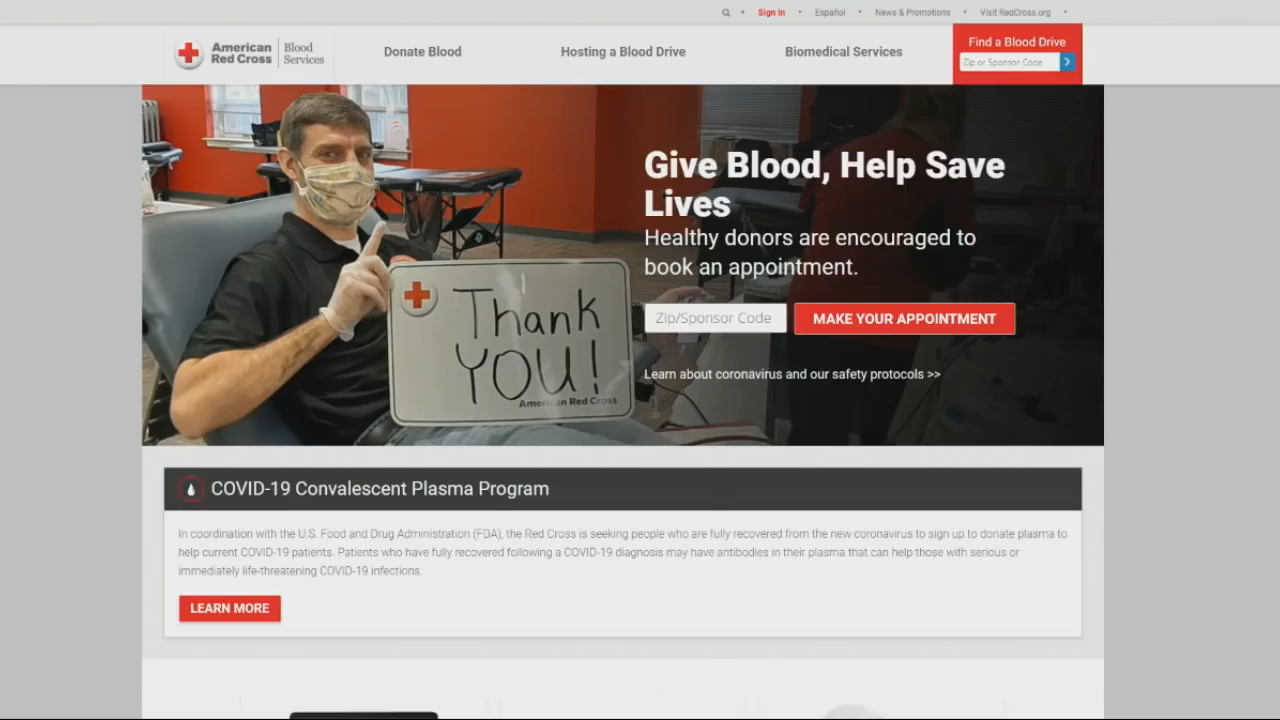 Sign In
Español
News & Promotions
Visit RedCross.org
American Red Cross
Blood Services
Donate Blood
Hosting a Blood Drive
Biomedical Services
Find a Blood Drive
Zip or Sponsor Code
Give Blood, Help Save
Lives
Healthy donors are encouraged to
book an appointment.
Zip/Sponsor Code
MAKE YOUR APPOINTMENT
Learn about coronavirus and our safety protocols >>
Thank
YOU!
American Red Cross
COVID-19 Convalescent Plasma Program
In coordination with the U.S. Food and Drug Administration (FDA), the Red Cross is seeking people who are fully recovered from the new coronavirus to sign up to donate plasma to
help current COVID-19 patients. Patients who have fully recovered following a COVID-19 diagnosis may have antibodies in their plasma that can help those with serious or
immediately life-threatening COVID-19 infections.
LEARN MORE